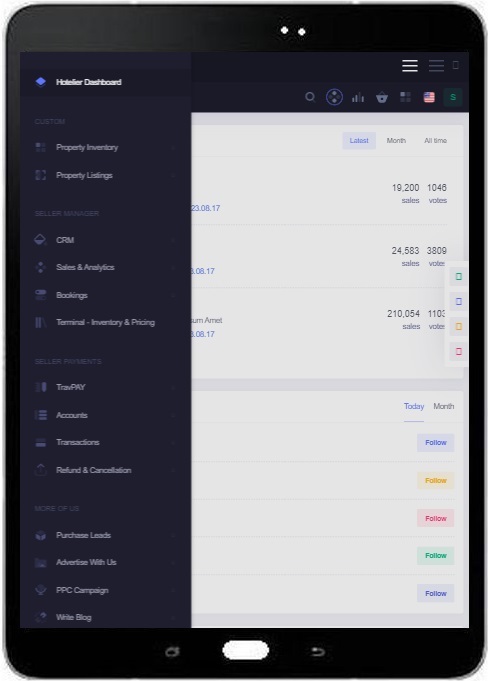 Hotelier Dashboard
S
CUSTOM
Property Inventory
Property Listings
SELLER MANAGER
CRM
Sales & Analytics
Bookings
Terminal - Inventory & Pricing
SELLER PAYMENTS
TravPAY
Accounts
Transactions
Refund & Cancellation
MORE OF US
Purchase Leads
Advertise With Us
PPC Campaign
Write Blog
Latest Month All time
19,200 1046
23.08.17 sales votes
24,583 3809
.08.17 sales votes
um Amet 210,054 1103
.08.17 sales votes
Today Month
Follow
Follow
Follow
Follow
Follow